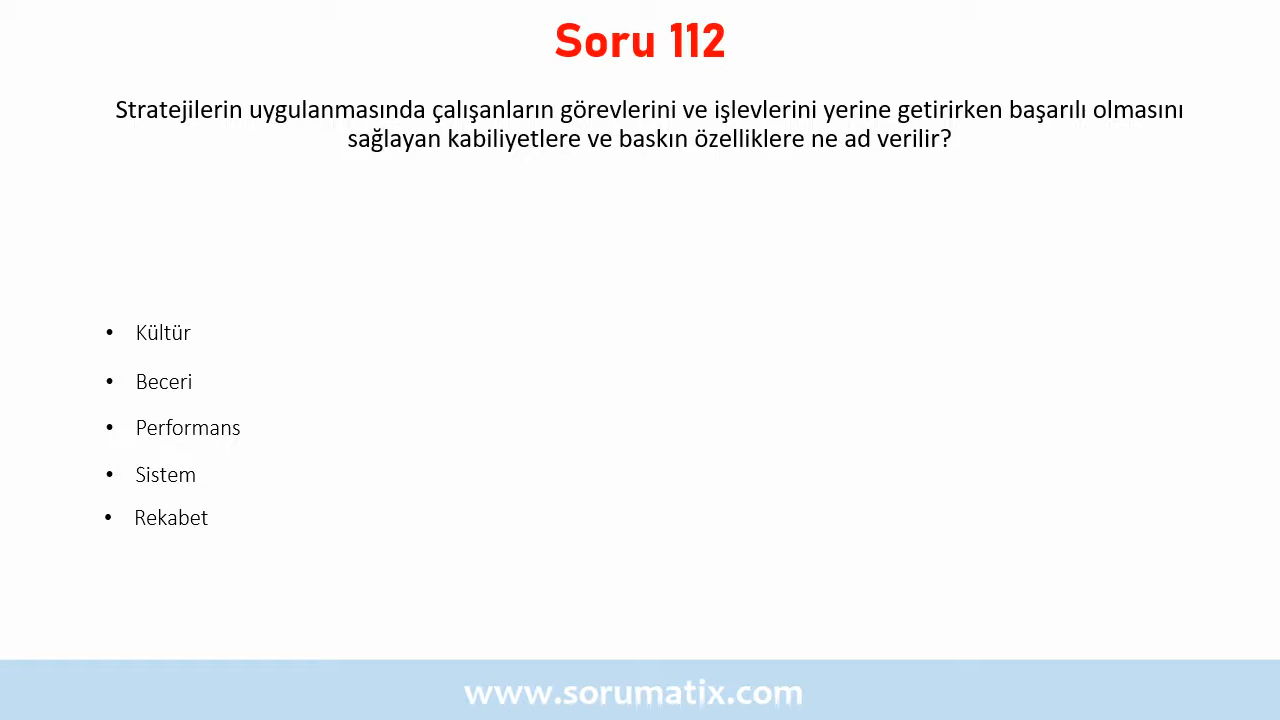 Soru 112
Stratejilerin uygulanmasında çalışanların görevlerini ve işlevlerini yerine getirirken başarılı olmasını
sağlayan kabiliyetlere ve baskın özelliklere ne ad verilir?
• Kültür
• Beceri
• Performans
• Sistem
• Rekabet
www.sorumatix.com